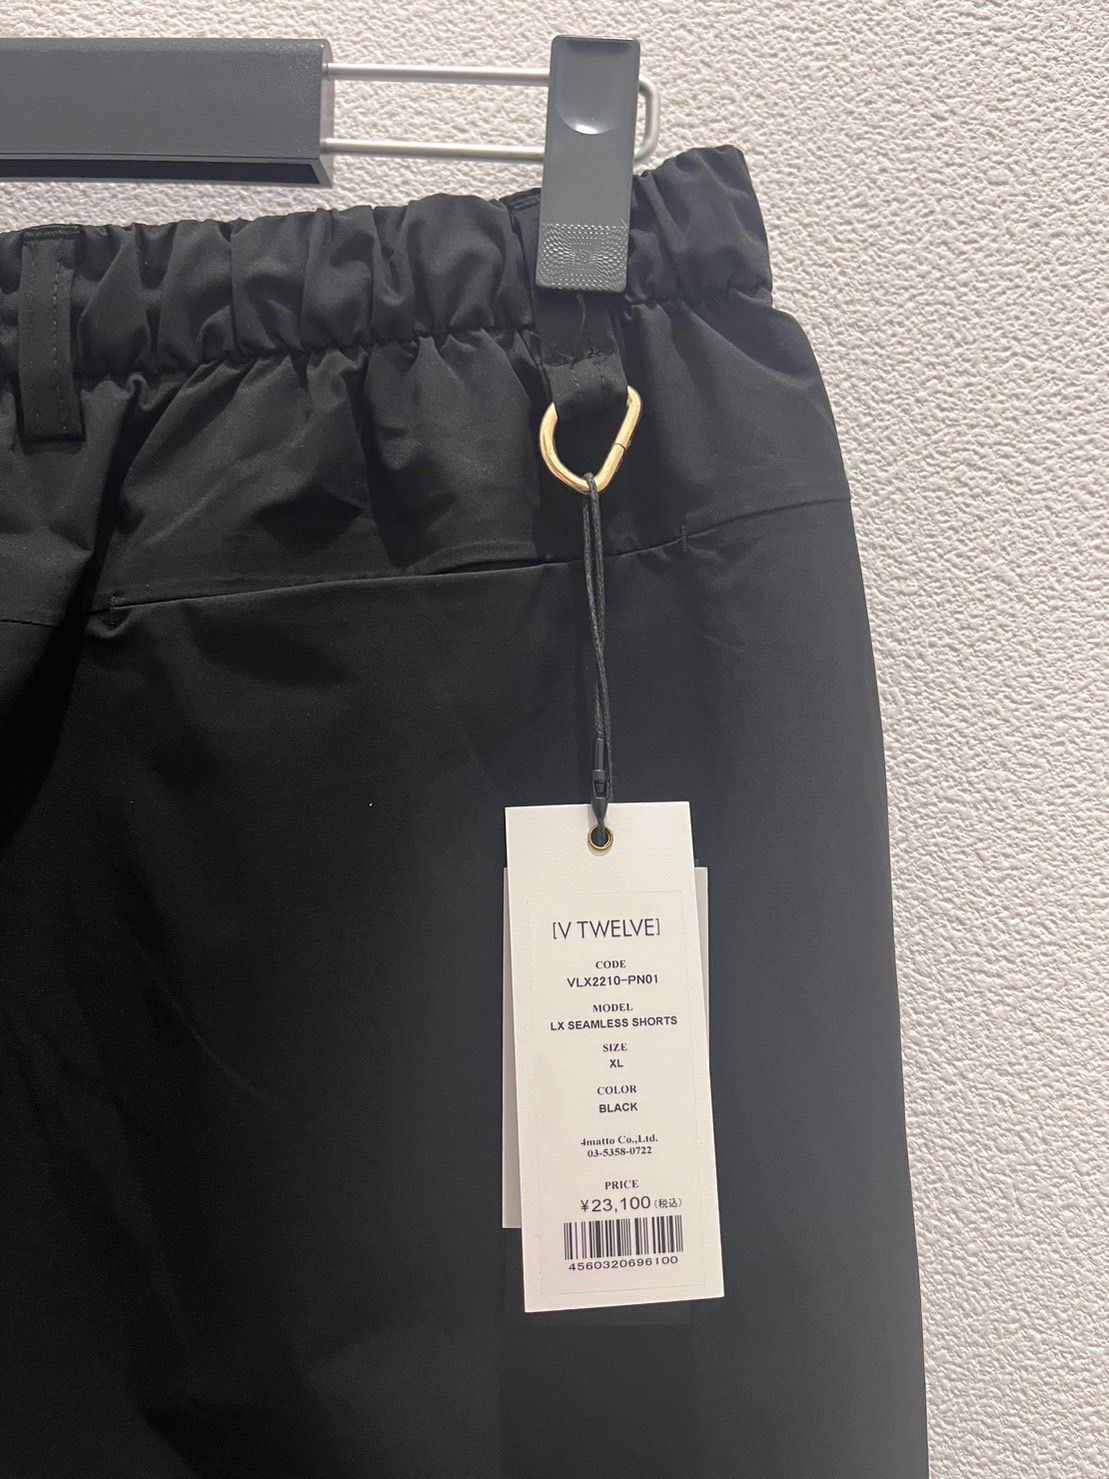 [V TWELVE]
CODE
VLX2210-PN01
MODEL
LX SEAMLESS SHORTS
SIZE
XL
COLOR
BLACK
4matto Co.,Ltd.
03-5358-0722
PRICE
¥23,100(税込)
4560320696100